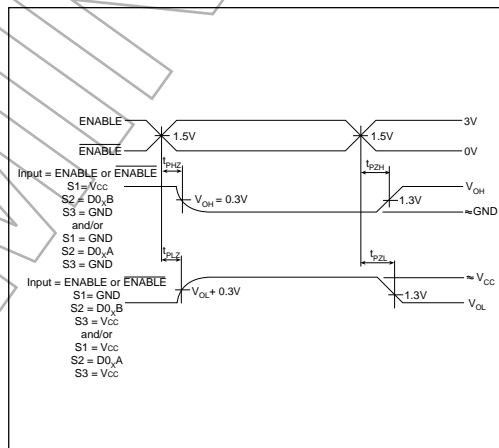 ENABLE 3V
1.5V 1.5V
ENABLE 0V
tPHZ tPZH
Input = ENABLE or ENABLE
S1= VCC VOH
S2 = D0XB VOH = 0.3V 1.3V
S3 = GND ≈GND
and/or
S1 = GND
S2 = D0XA tPLZ tPZL
S3 = GND
Input = ENABLE or ENABLE ≈ VCC
S1= GND VOL+ 0.3V 1.3V
S2 = D0XB VOL
S3 = VCC
and/or
S1 = VCC
S2 = D0XA
S3 = VCC